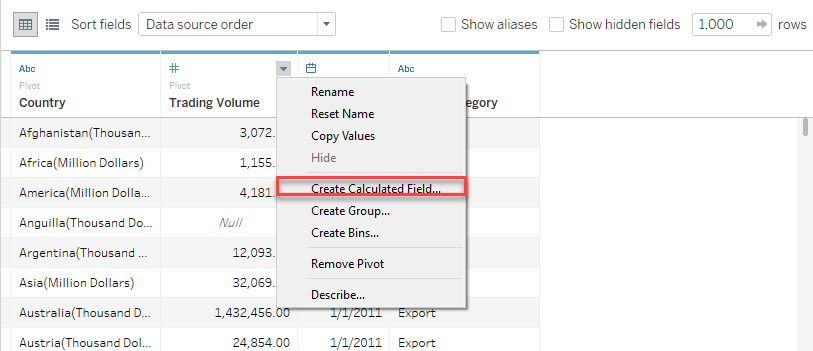 Sort fields Data source order Show aliases Show hidden fields 1,000 rows
Abc # Abc
Pivot Pivot
Country Trading Volume
Rename
Reset Name
Copy Values
Hide
Create Calculated Field...
Create Group...
Create Bins...
Remove Pivot
Describe...
Afghanistan(Thousan... 3,072.
Africa(Million Dollars) 1,155.
America(Million Dolla... 4,181.
Anguilla(Thousand Do... Null
Argentina(Thousand ... 12,093.
Asia(Million Dollars) 32,069.
Australia(Thousand D... 1,432,456.00 1/1/2011 Export
Austria(Thousand Dol... 24,854.00 1/1/2011 Export